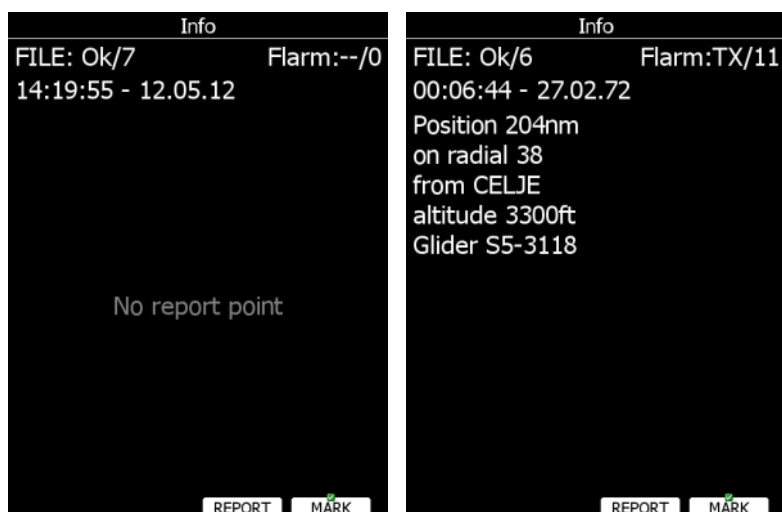 Info
FILE: Ok/7 Flarm:--/0
14:19:55 - 12.05.12
No report point
REPORT MARK
Info
FILE: Ok/6 Flarm:TX/11
00:06:44 - 27.02.72
Position 204nm
on radial 38
from CELJE
altitude 3300ft
Glider S5-3118
REPORT MARK